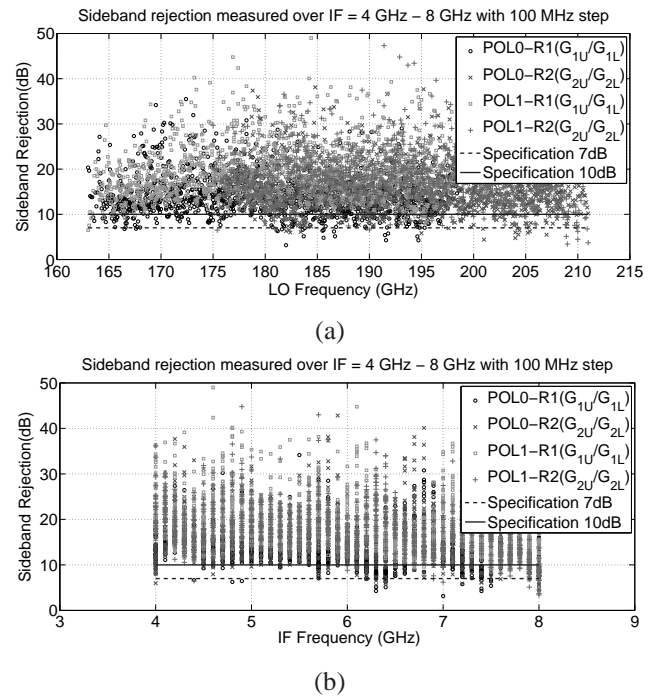 Sideband rejection measured over IF = 4 GHz – 8 GHz with 100 MHz step
50
40
30
20
10
0
Sideband Rejection(dB)
POL0−R1(G1U/G1L)
POL0−R2(G2U/G2L)
POL1−R1(G1U/G1L)
POL1−R2(G2U/G2L)
Specification 7dB
Specification 10dB
160 165 170 175 180 185 190 195 200 205 210 215
LO Frequency (GHz)
(a)
Sideband rejection measured over IF = 4 GHz – 8 GHz with 100 MHz step
50
40
30
20
10
0
Sideband Rejection(dB)
POL0−R1(G1U/G1L)
POL0−R2(G2U/G2L)
POL1−R1(G1U/G1L)
POL1−R2(G2U/G2L)
Specification 7dB
Specification 10dB
3 4 5 6 7 8 9
IF Frequency (GHz)
(b)